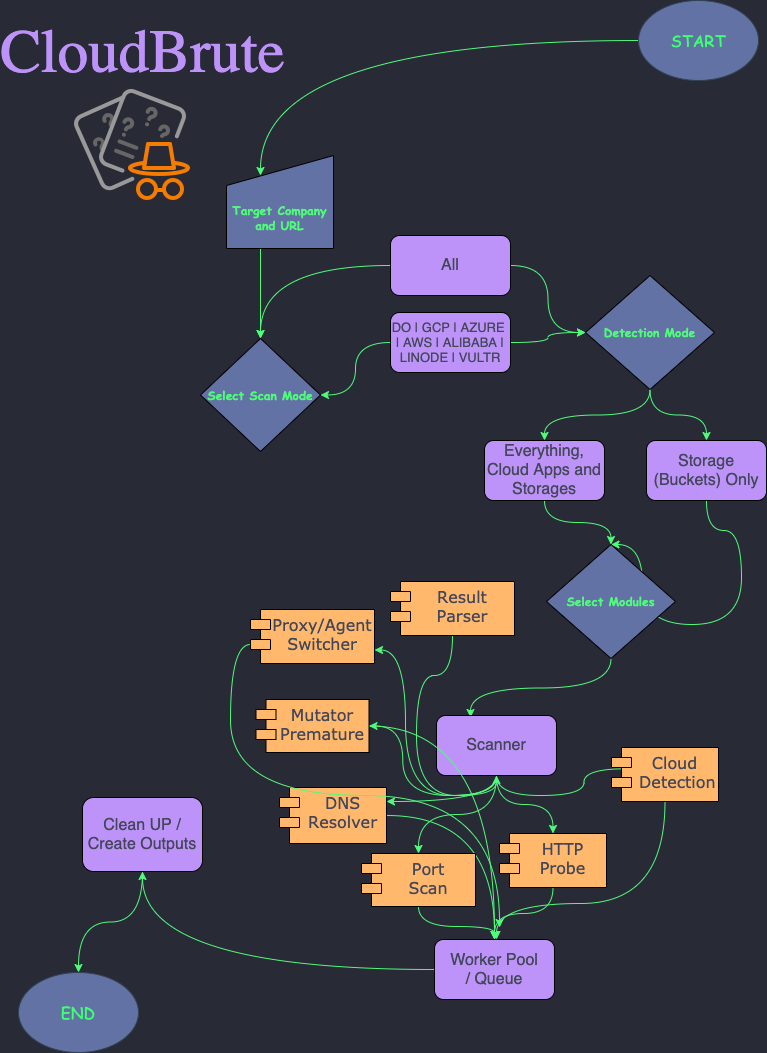 CloudBrute
START
Target Company
and URL
All
DO | GCP | AZURE
| AWS | ALIBABA |
LINODE | VULTR
Detection Mode
Select Scan Mode
Everything,
Cloud Apps and
Storages
Storage
(Buckets) Only
Select Modules
Result
Parser
Proxy/Agent
Switcher
Mutator
Premature
Scanner
Cloud
Detection
DNS
Resolver
Clean UP /
Create Outputs
HTTP
Probe
Port
Scan
Worker Pool
/ Queue
END